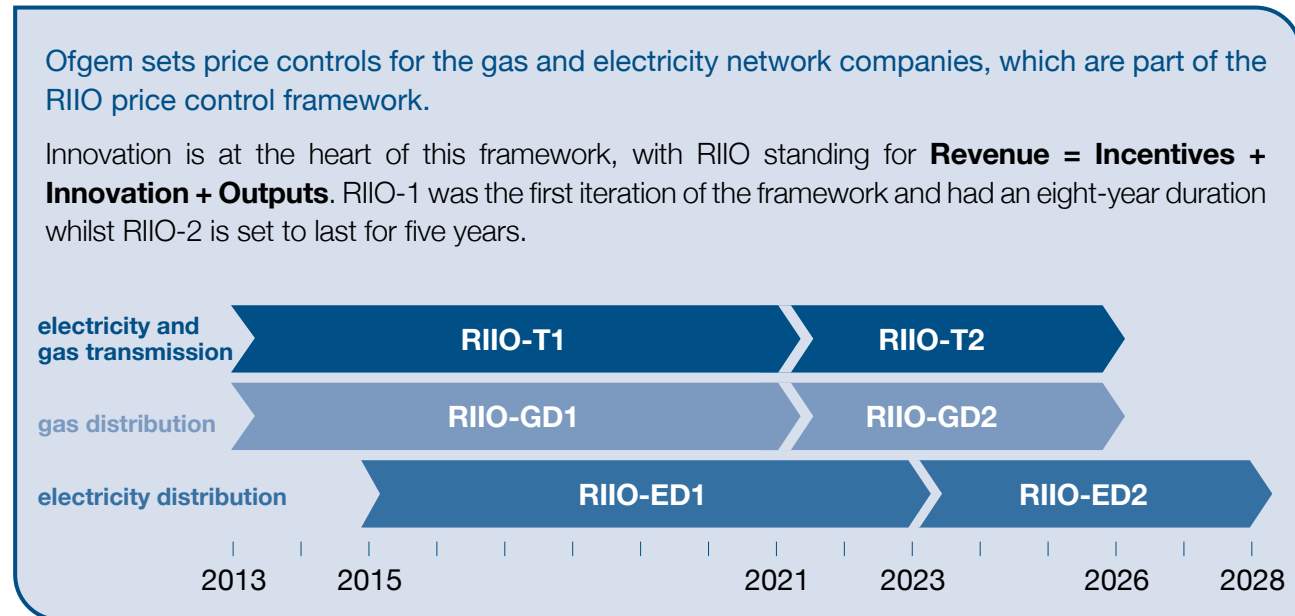 Ofgem sets price controls for the gas and electricity network companies, which are part of the
RIIO price control framework.
Innovation is at the heart of this framework, with RIIO standing for Revenue = Incentives +
Innovation + Outputs. RIIO-1 was the first iteration of the framework and had an eight-year duration
whilst RIIO-2 is set to last for five years.
electricity and
gas transmission
RIIO-T1
RIIO-T2
gas distribution
RIIO-GD1
RIIO-GD2
electricity distribution
RIIO-ED1
RIIO-ED2
2013
2015
2021
2023
2026
2028